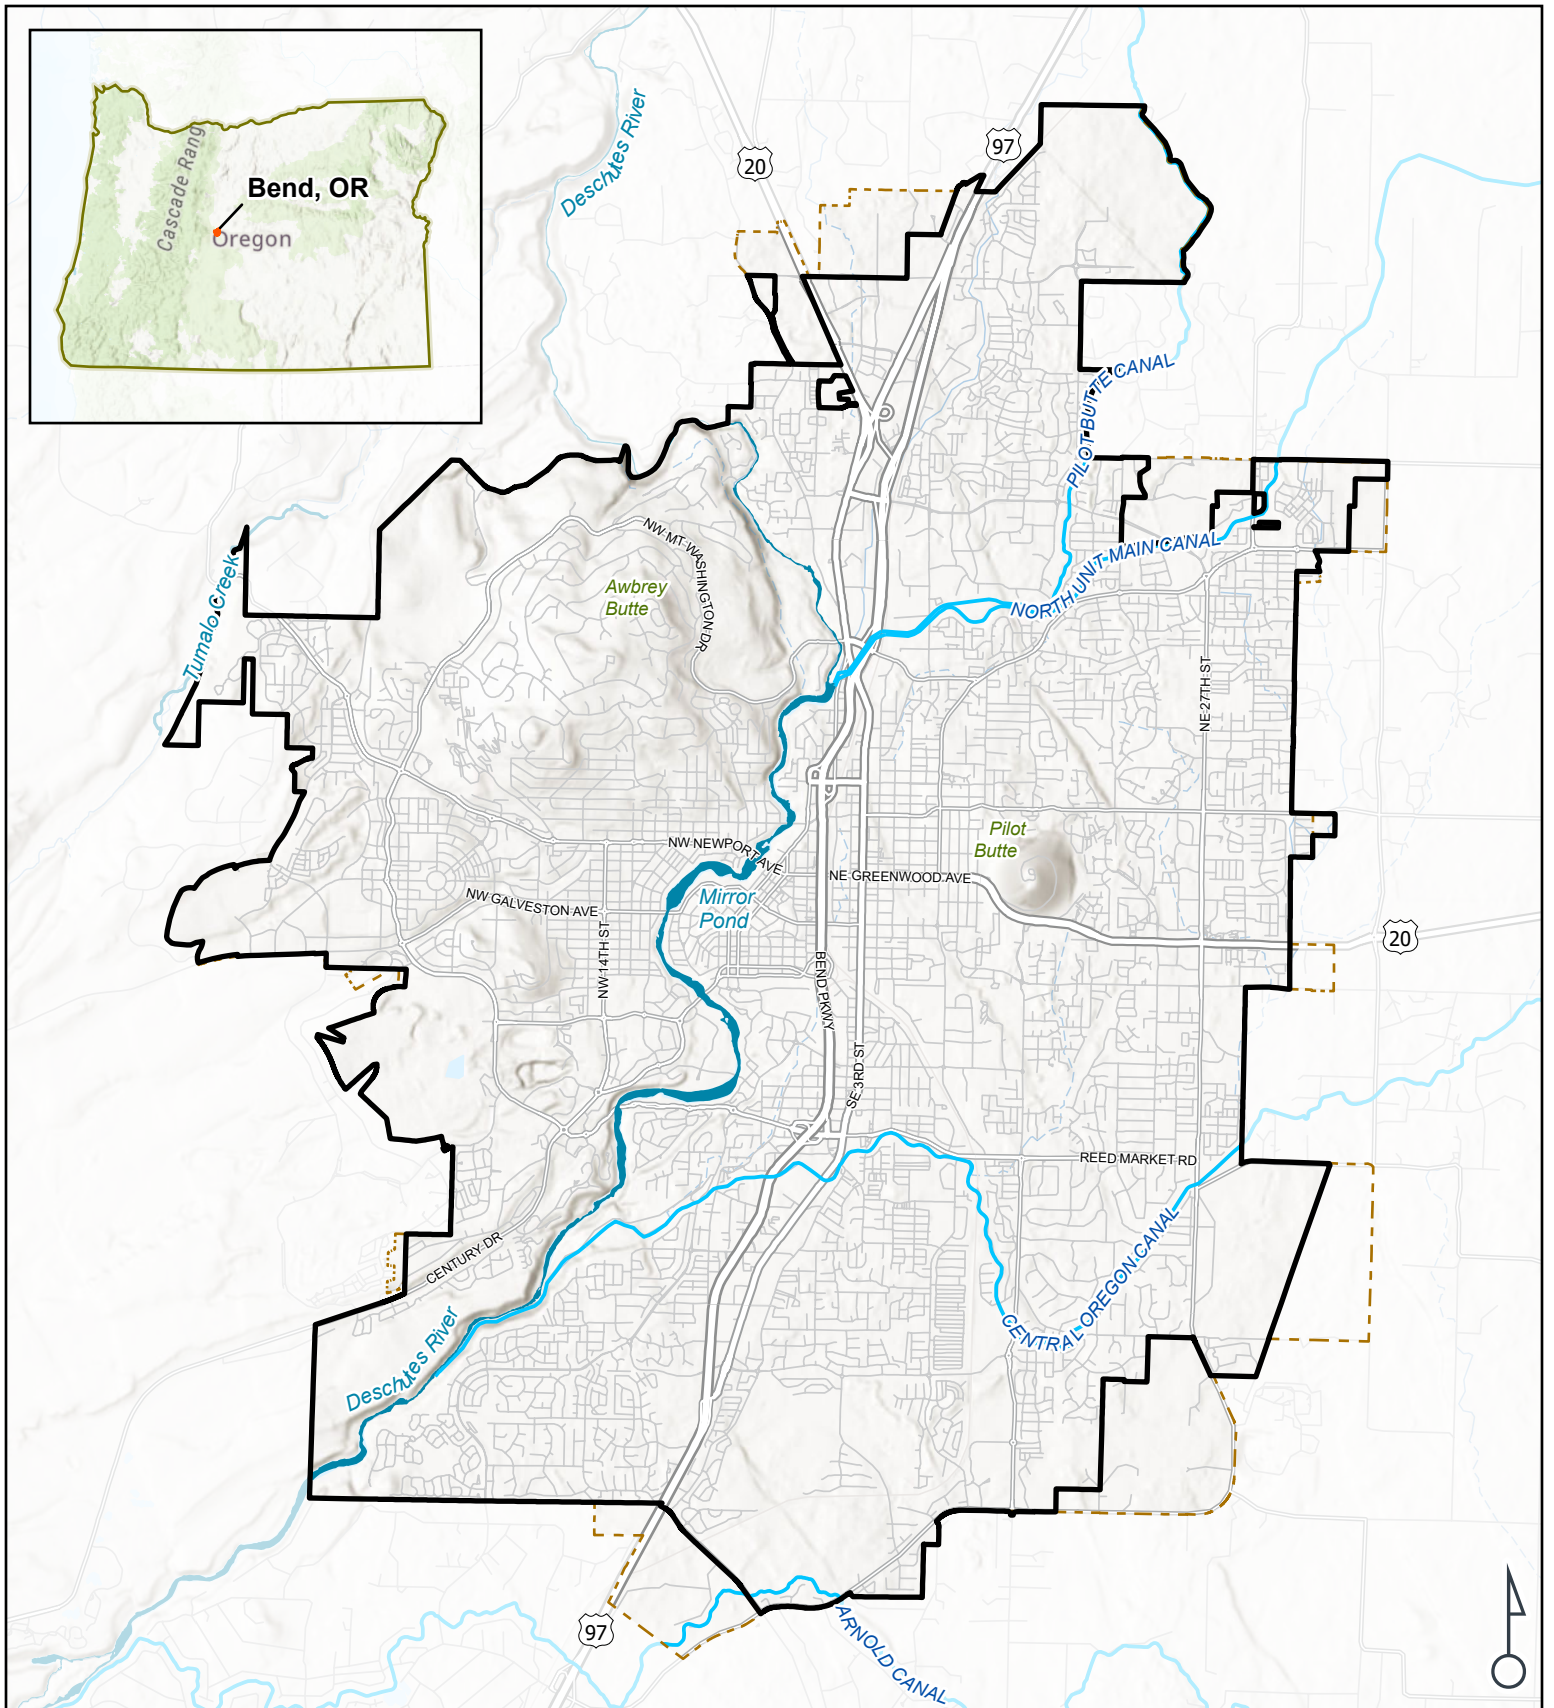 Cascade Rang
Bend, OR
Oregon
Deschutes River
20
97
PILOT BUTTE CANAL
NORTH UNIT MAIN CANAL
Tumalo Creek
NW MT WASHINGTON DR
Awbrey
Butte
NE 27TH ST
NW NEWPORT AVE
Pilot
Butte
NE GREENWOOD AVE
NW GALVESTON AVE
Mirror
Pond
NW 14TH ST
BEND PKWY
20
SE 3RD ST
REED MARKET RD
CENTURY DR
CENTRAL OREGON CANAL
Deschutes River
97
ARNOLD CANAL